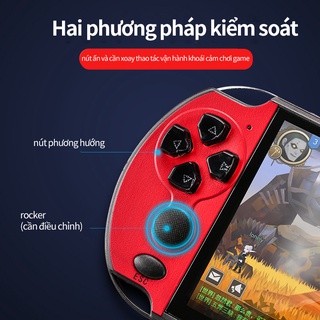 Hai phương pháp kiểm soát
nút ấn và cần xoay thao tác vận hành khoái cảm chơi game
nút phương hướng
rocker
(cần điều chỉnh)
ESC
3